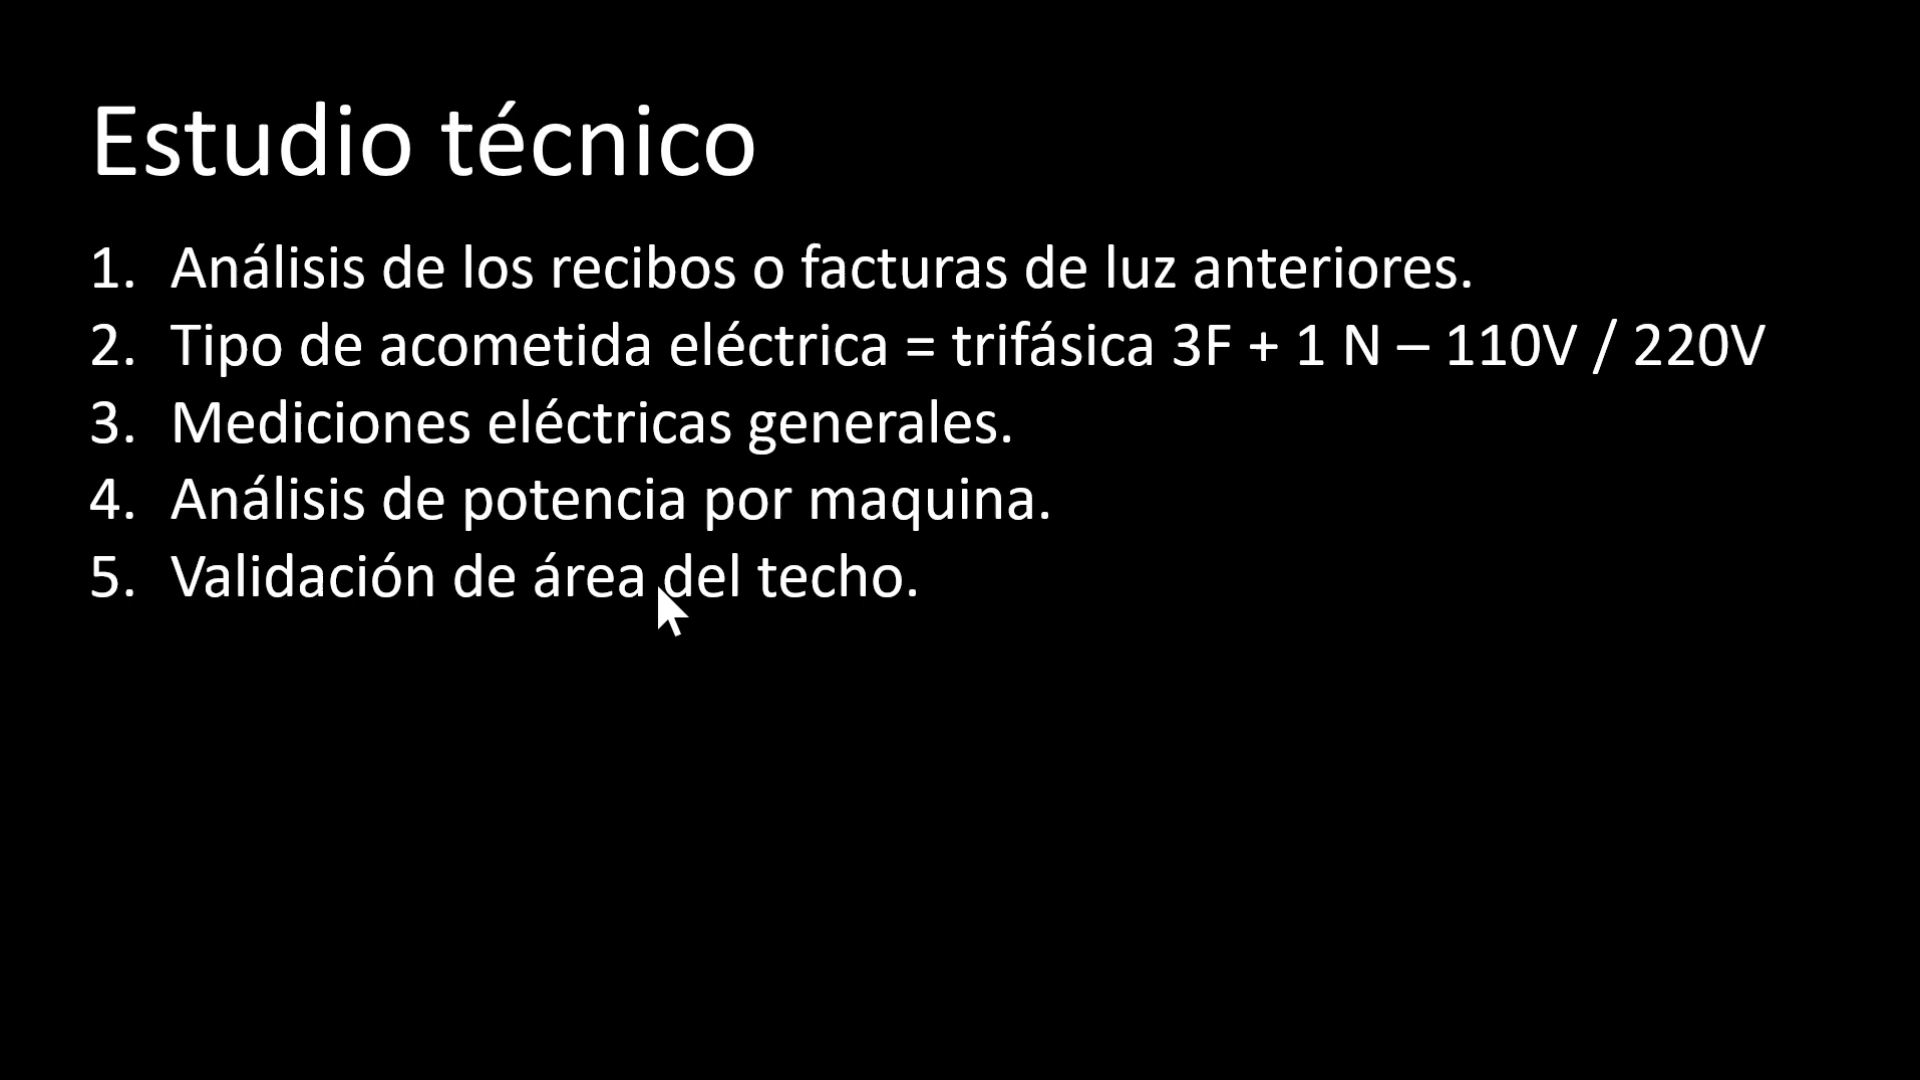 Estudio técnico
1. Análisis de los recibos o facturas de luz anteriores.
2. Tipo de acometida eléctrica = trifásica 3F + 1 N – 110V / 220V
3. Mediciones eléctricas generales.
4. Análisis de potencia por maquina.
5. Validación de área del techo.